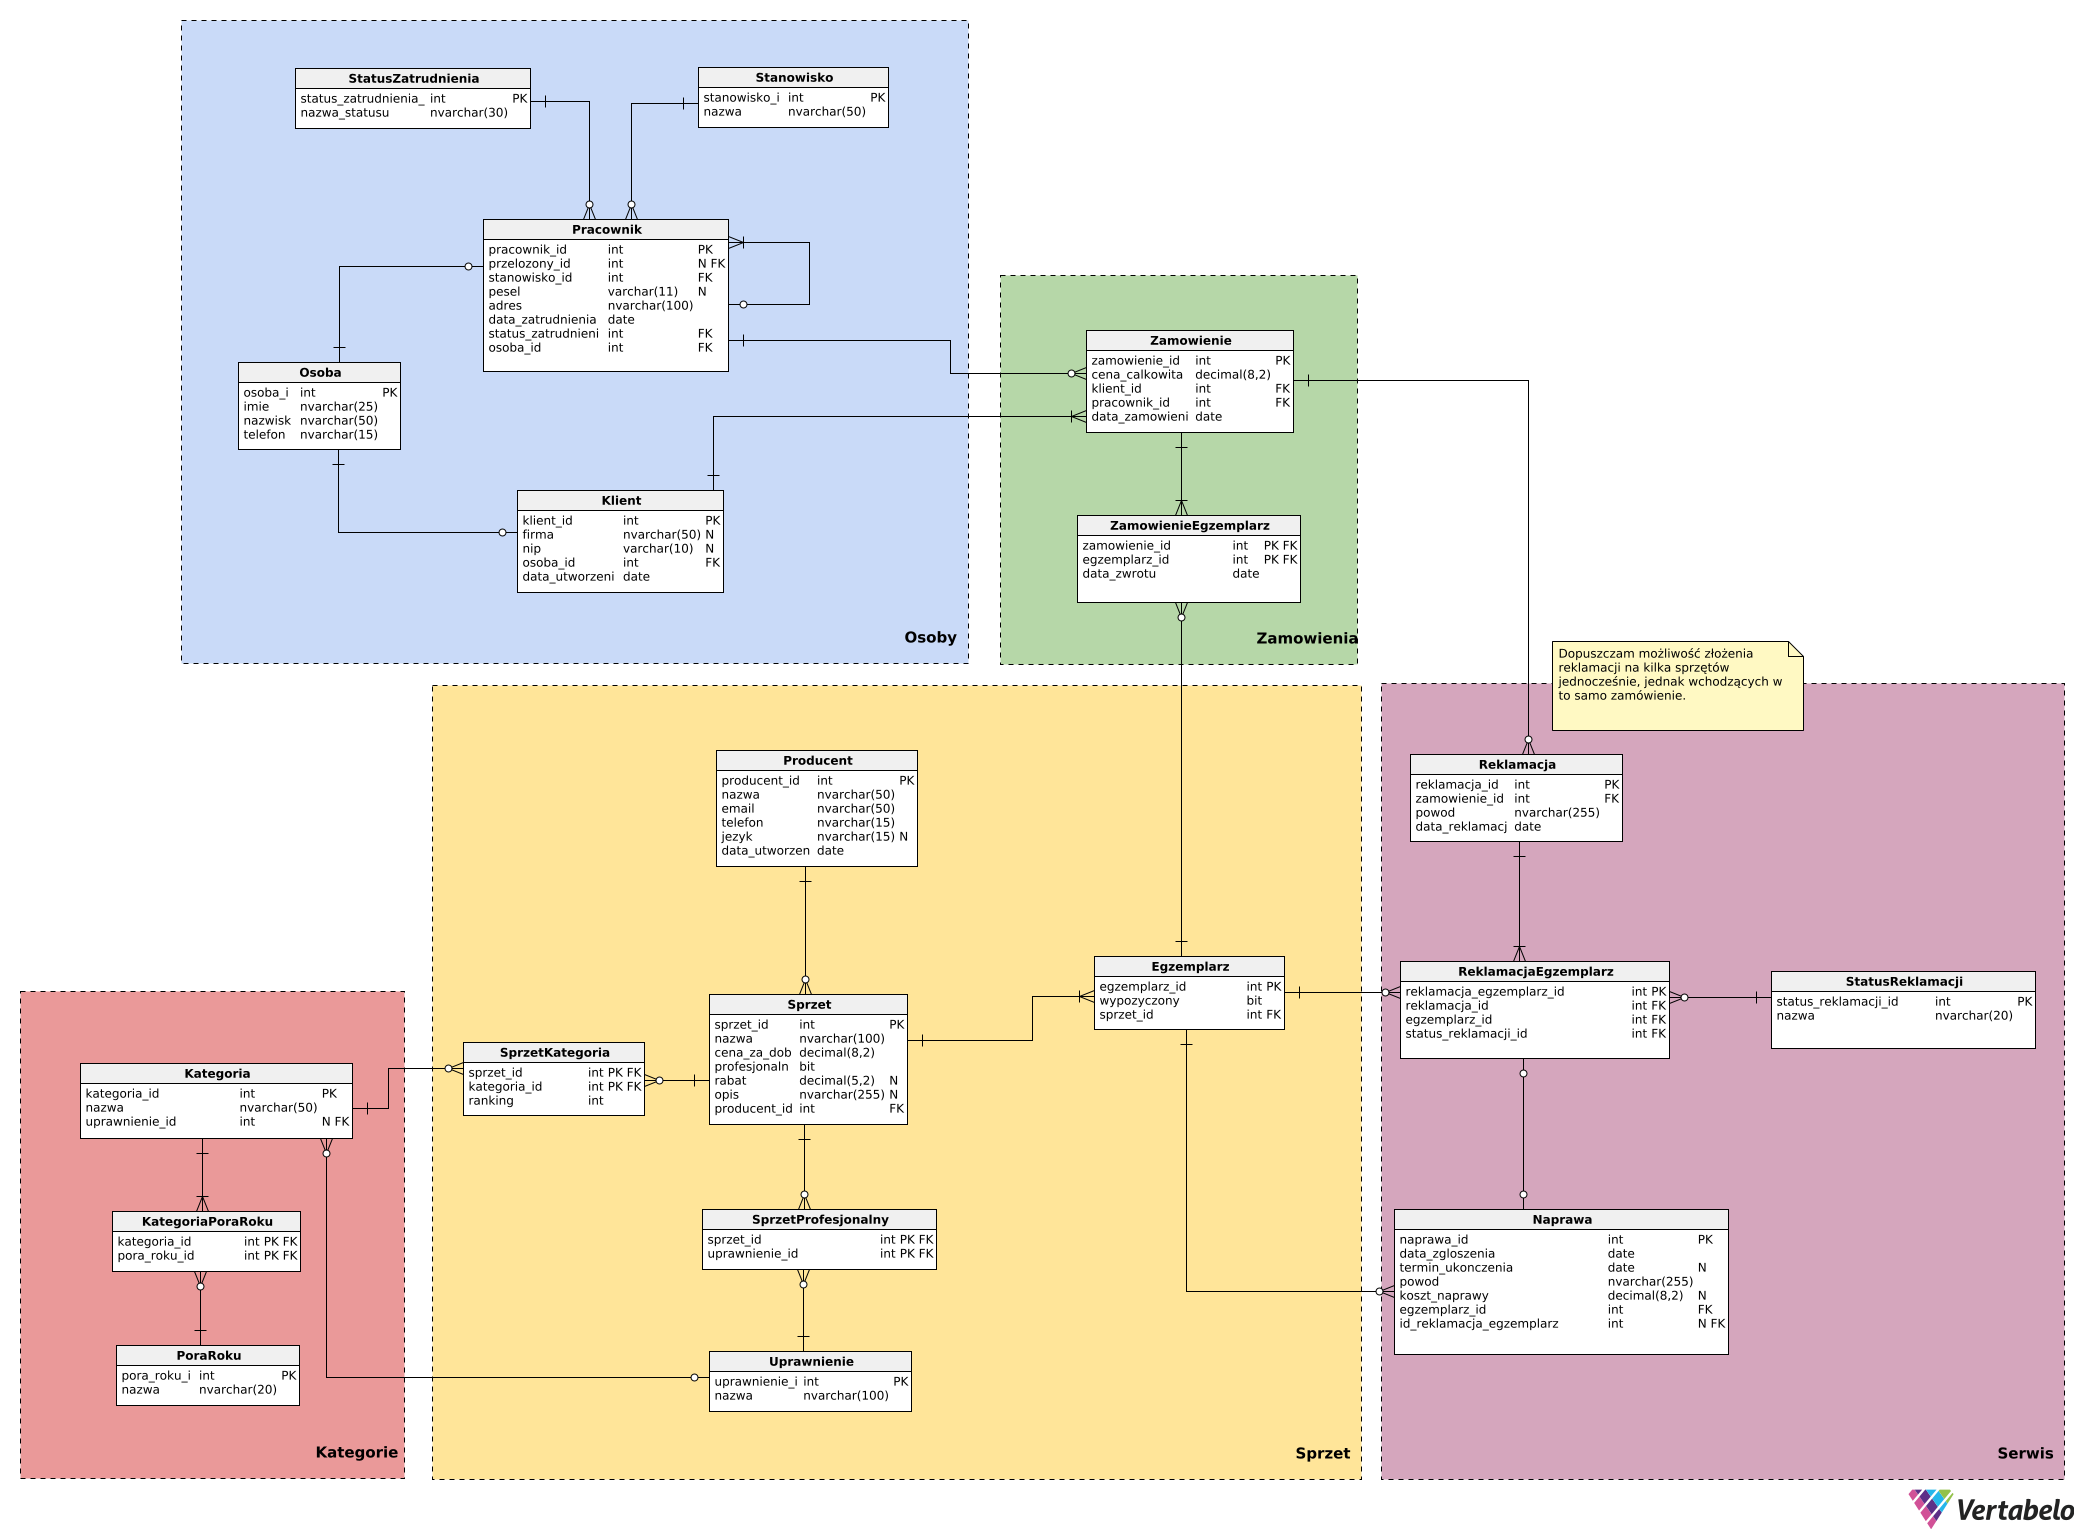 StatusZatrudnienia
status_zatrudnienia_ int PK
nazwa_statusu nvarchar(30)
Stanowisko
stanowisko_i int PK
nazwa nvarchar(50)
Pracownik
pracownik_id int PK
przelozony_id int N FK
stanowisko_id int FK
pesel varchar(11) N
adres nvarchar(100)
data_zatrudnienia date
status_zatrudnieni int FK
osoba_id int FK
Osoba
osoba_i int PK
imie nvarchar(25)
nazwisk nvarchar(50)
telefon nvarchar(15)
Klient
klient_id int PK
firma nvarchar(50) N
nip varchar(10) N
osoba_id int FK
data_utworzeni date
Osoby
Zamowienie
zamowienie_id int PK
cena_calkowita decimal(8,2)
klient_id int FK
pracownik_id int FK
data_zamowieni date
ZamowienieEgzemplarz
zamowienie_id int PK FK
egzemplarz_id int PK FK
data_zwrotu date
Zamowienia
Dopuszczam możliwość złożenia
reklamacji na kilka sprzętów
jednocześnie, jednak wchodzących w
to samo zamówienie.
Producent
producent_id int PK
nazwa nvarchar(50)
email nvarchar(50)
telefon nvarchar(15)
jezyk nvarchar(15) N
data_utworzen date
Sprzet
sprzet_id int PK
nazwa nvarchar(100)
cena_za_dob decimal(8,2)
profesjonaln bit
rabat decimal(5,2) N
opis nvarchar(255) N
producent_id int FK
Egzemplarz
egzemplarz_id int PK
wypozyczony bit
sprzet_id int FK
SprzetKategoria
sprzet_id int PK FK
kategoria_id int PK FK
ranking int
SprzetProfesjonalny
sprzet_id int PK FK
uprawnienie_id int PK FK
Uprawnienie
uprawnienie_i int PK
nazwa nvarchar(100)
Sprzet
Kategoria
kategoria_id int PK
nazwa nvarchar(50)
uprawnienie_id int N FK
KategoriaPoraRoku
kategoria_id int PK FK
pora_roku_id int PK FK
PoraRoku
pora_roku_i int PK
nazwa nvarchar(20)
Kategorie
Reklamacja
reklamacja_id int PK
zamowienie_id int FK
powod nvarchar(255)
data_reklamacj date
ReklamacjaEgzemplarz
reklamacja_egzemplarz_id int PK
reklamacja_id int FK
egzemplarz_id int FK
status_reklamacji_id int FK
StatusReklamacji
status_reklamacji_id int PK
nazwa nvarchar(20)
Naprawa
naprawa_id int PK
data_zgloszenia date
termin_ukonczenia date N
powod nvarchar(255)
koszt_naprawy decimal(8,2) N
egzemplarz_id int FK
id_reklamacja_egzemplarz int N FK
Serwis
Vertabelo